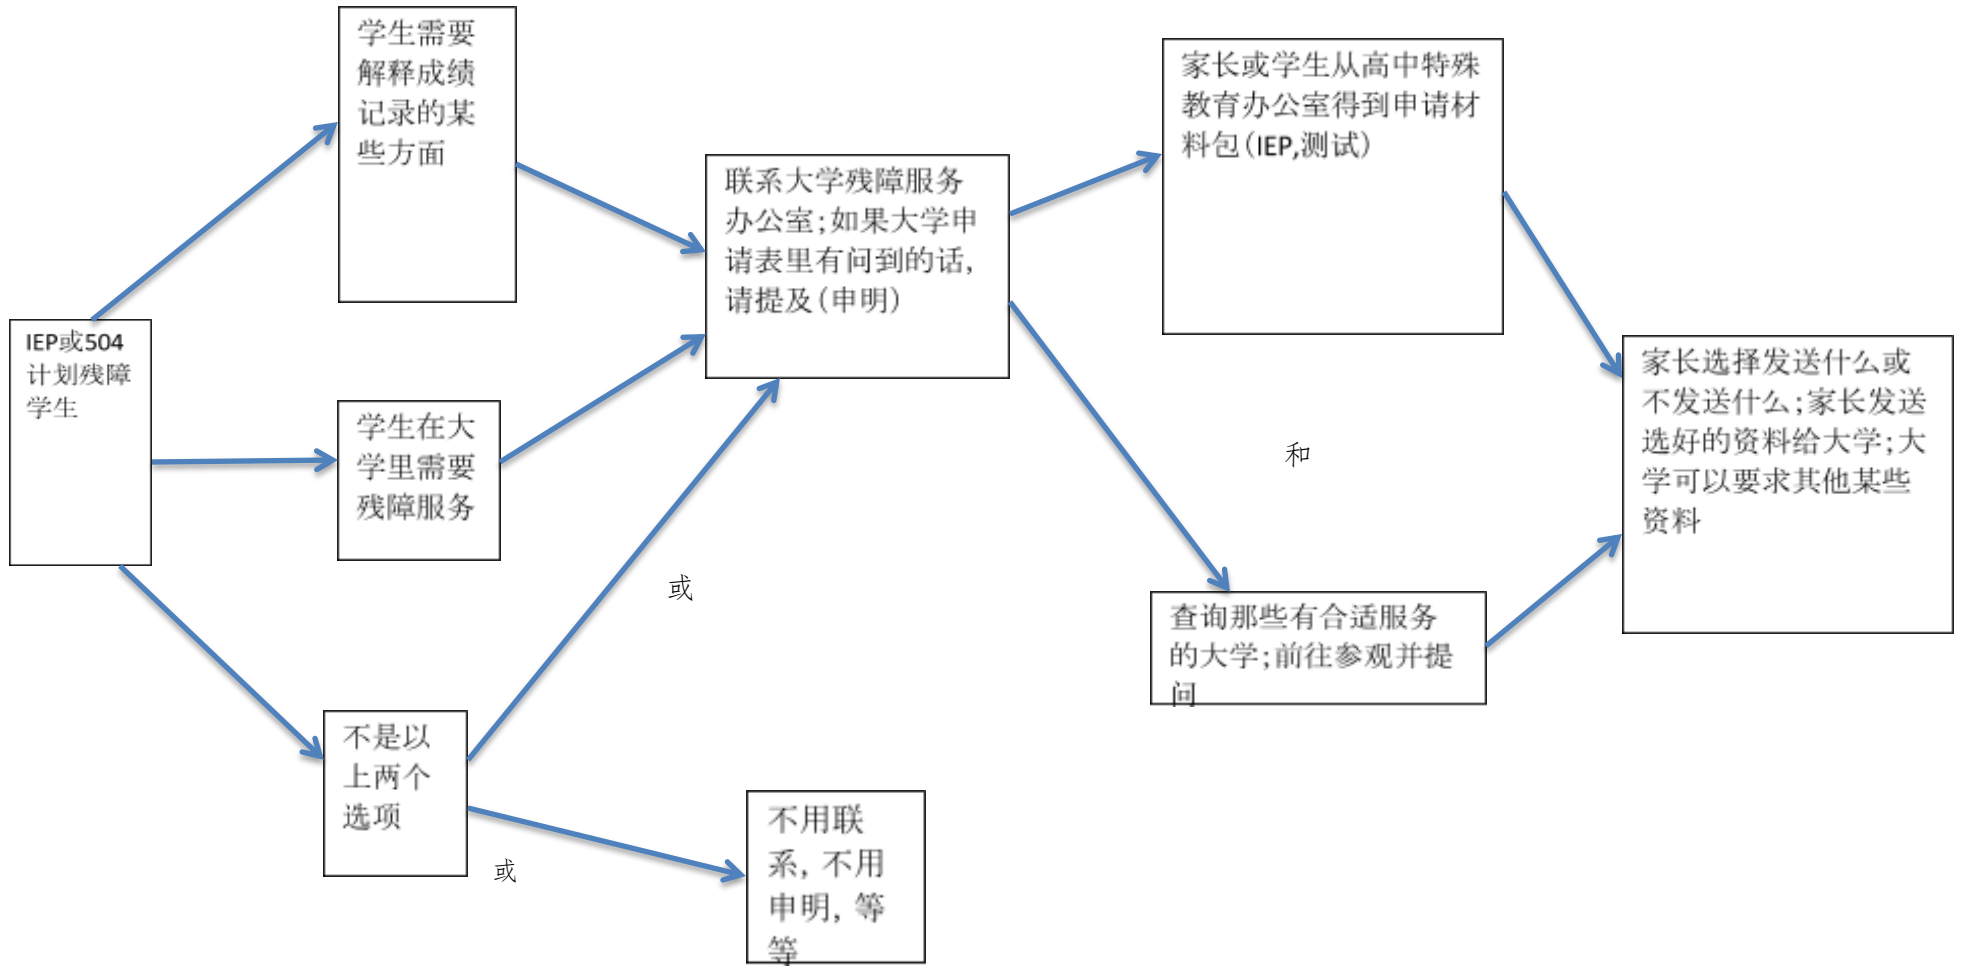 学生需要
解释成绩
记录的某
些方面
家长或学生从高中特殊
教育办公室得到申请材
料包(IEP,测试)
联系大学残障服务
办公室;如果大学申
请表里有问到的话,
请提及(申明)
IEP或504
计划残障
学生
家长选择发送什么或
不发送什么;家长发送
选好的资料给大学;大
学可以要求其他某些
资料
学生在大
学里需要
残障服务
和
或
查询那些有合适服务
的大学;前往参观并提
问
不是以
上两个
选项
不用联
系, 不用
申明, 等
等
或